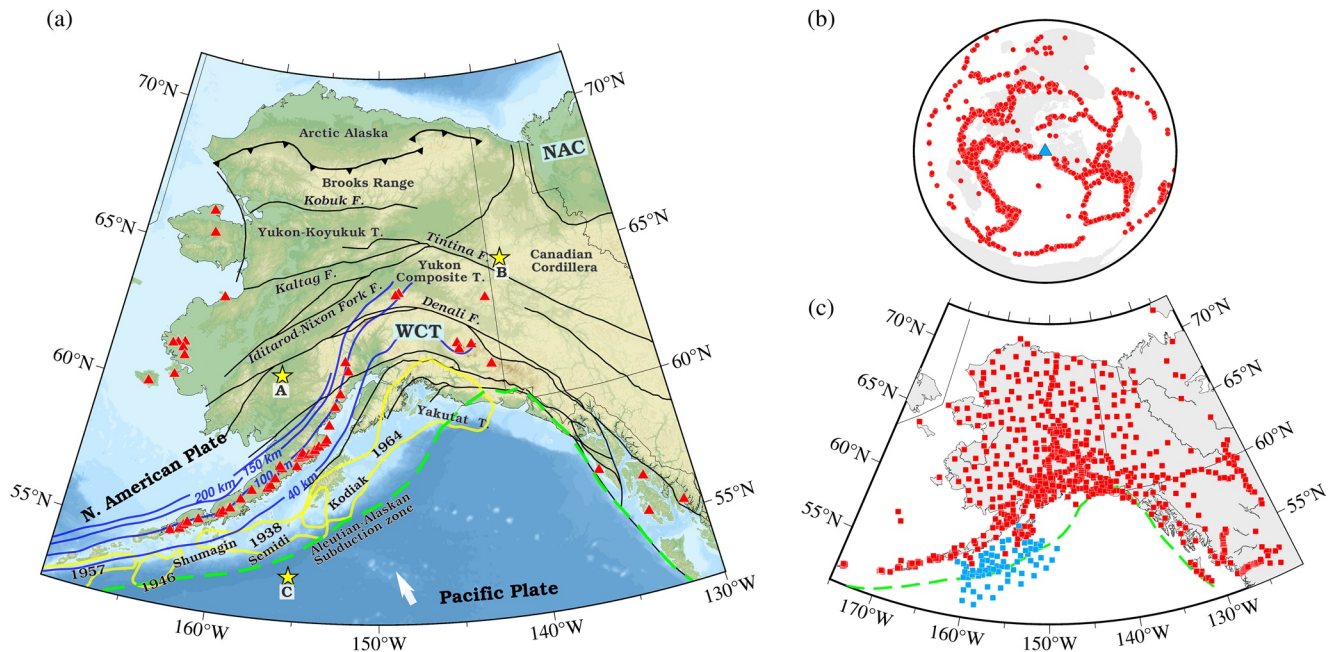 (a)
70°N
70°N
65°N
65°N
60°N
60°N
55°N
55°N
160°W
150°W
140°W
130°W
Arctic Alaska
NAC
Brooks Range
Kobuk F.
Yukon-Koyukuk T.
Tintina F.
Canadian
Cordillera
B
Kaltag F.
Yukon
Composite T.
Iditarod-Nixon Fork F.
Denali F.
WCT
A
Yakutat T
N. American Plate
200 km
150 km
100 km
40 km
1964
Kodiak
1938
Semidi
Shumagin
1957
1946
Aleutian-Alaskan
Subduction zone
C
Pacific Plate
(b)
(c)
70°N
65°N
65°N
60°N
60°N
55°N
55°N
170°W
160°W
150°W
140°W
130°W